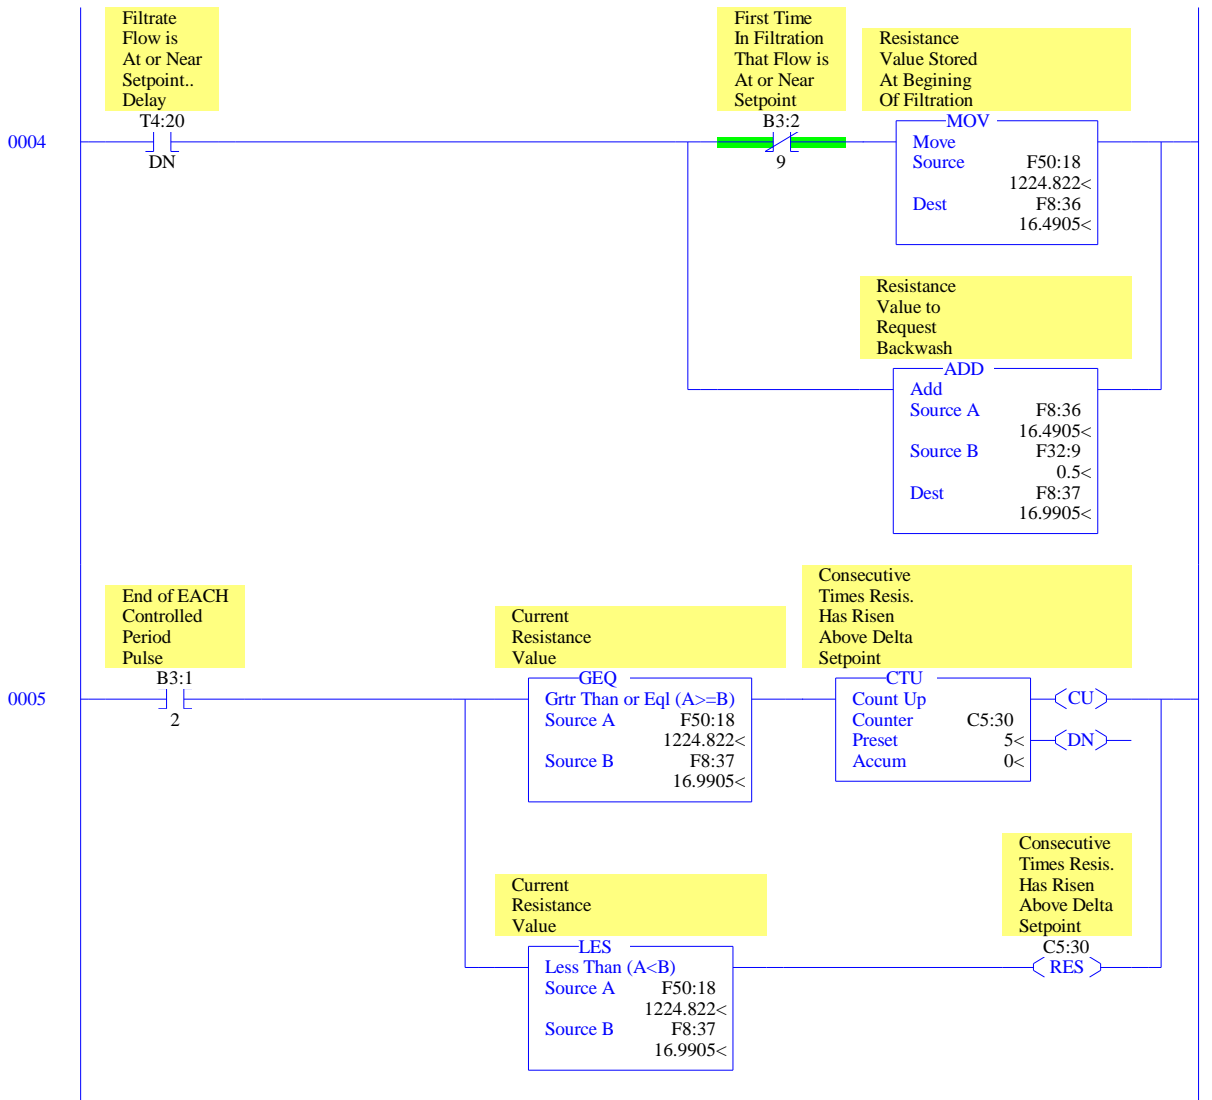 Filtrate
Flow is
At or Near
Setpoint..
Delay
T4:20
DN
First Time
In Filtration
That Flow is
At or Near
Setpoint
B3:2
9
Resistance
Value Stored
At Begining
Of Filtration
MOV
Move
Source F50:18
1224.822<
Dest F8:36
16.4905<
0004
Resistance
Value to
Request
Backwash
ADD
Add
Source A F8:36
16.4905<
Source B F32:9
0.5<
Dest F8:37
16.9905<
0005
End of EACH
Controlled
Period
Pulse
B3:1
2
Current
Resistance
Value
GEQ
Grtr Than or Eql (A>=B)
Source A F50:18
1224.822<
Source B F8:37
16.9905<
Consecutive
Times Resis.
Has Risen
Above Delta
Setpoint
CTU
Count Up
Counter C5:30
Preset 5<
Accum 0<
CU
DN
Current
Resistance
Value
LES
Less Than (A<B)
Source A F50:18
1224.822<
Source B F8:37
16.9905<
Consecutive
Times Resis.
Has Risen
Above Delta
Setpoint
C5:30
RES